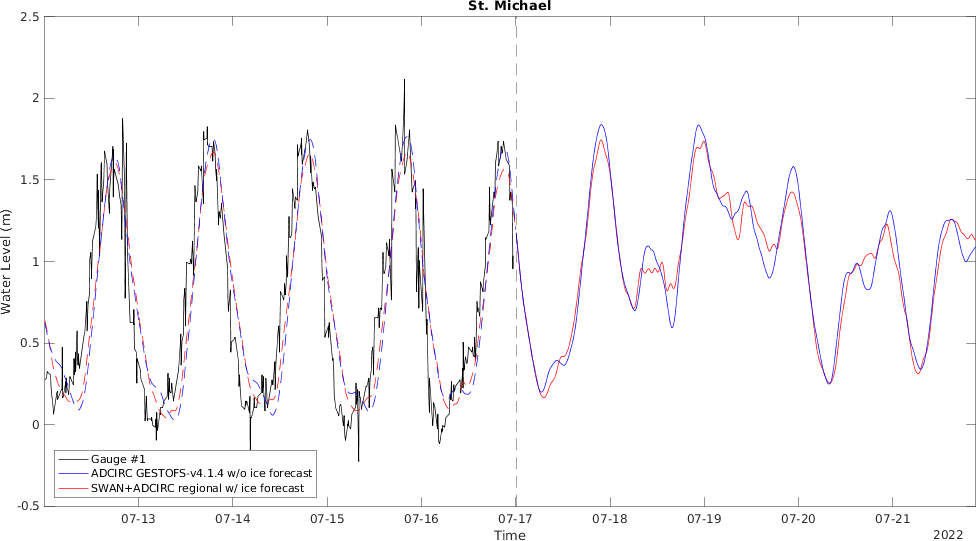 St. Michael
Water Level (m)
2.5
2
1.5
1
0.5
0
-0.5
Gauge #1
ADCIRC GESTOFS-v4.1.4 w/o ice forecast
SWAN+ADCIRC regional w/ ice forecast
07-13 07-14 07-15 07-16 07-17 07-18 07-19 07-20 07-21
Time
2022